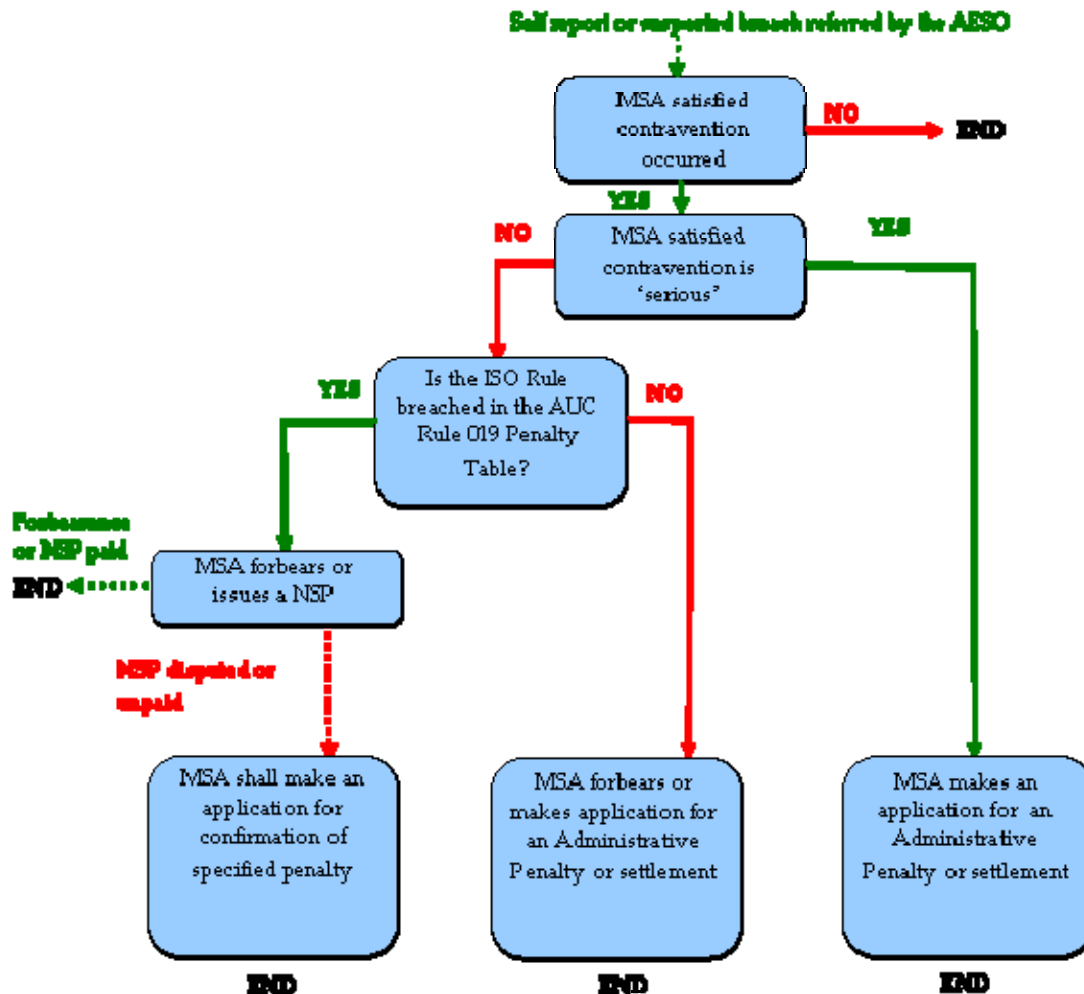 Self report or suspected breach referred by the AESO
MSA satisfied
contravention
occurred
NO
END
YES
MSA satisfied
contravention is
‘serious’
NO
YES
Is the ISO Rule
breached in the AUC
Rule 019 Penalty
Table?
YES
NO
Forbearance
or NSP paid
END
MSA forbears or
issues a NSP
NSP disputed or
unpaid
MSA shall make an
application for
confirmation of
specified penalty
MSA forbears or
makes application for
an Administrative
Penalty or settlement
MSA makes an
application for an
Administrative
Penalty or settlement
END
END
END